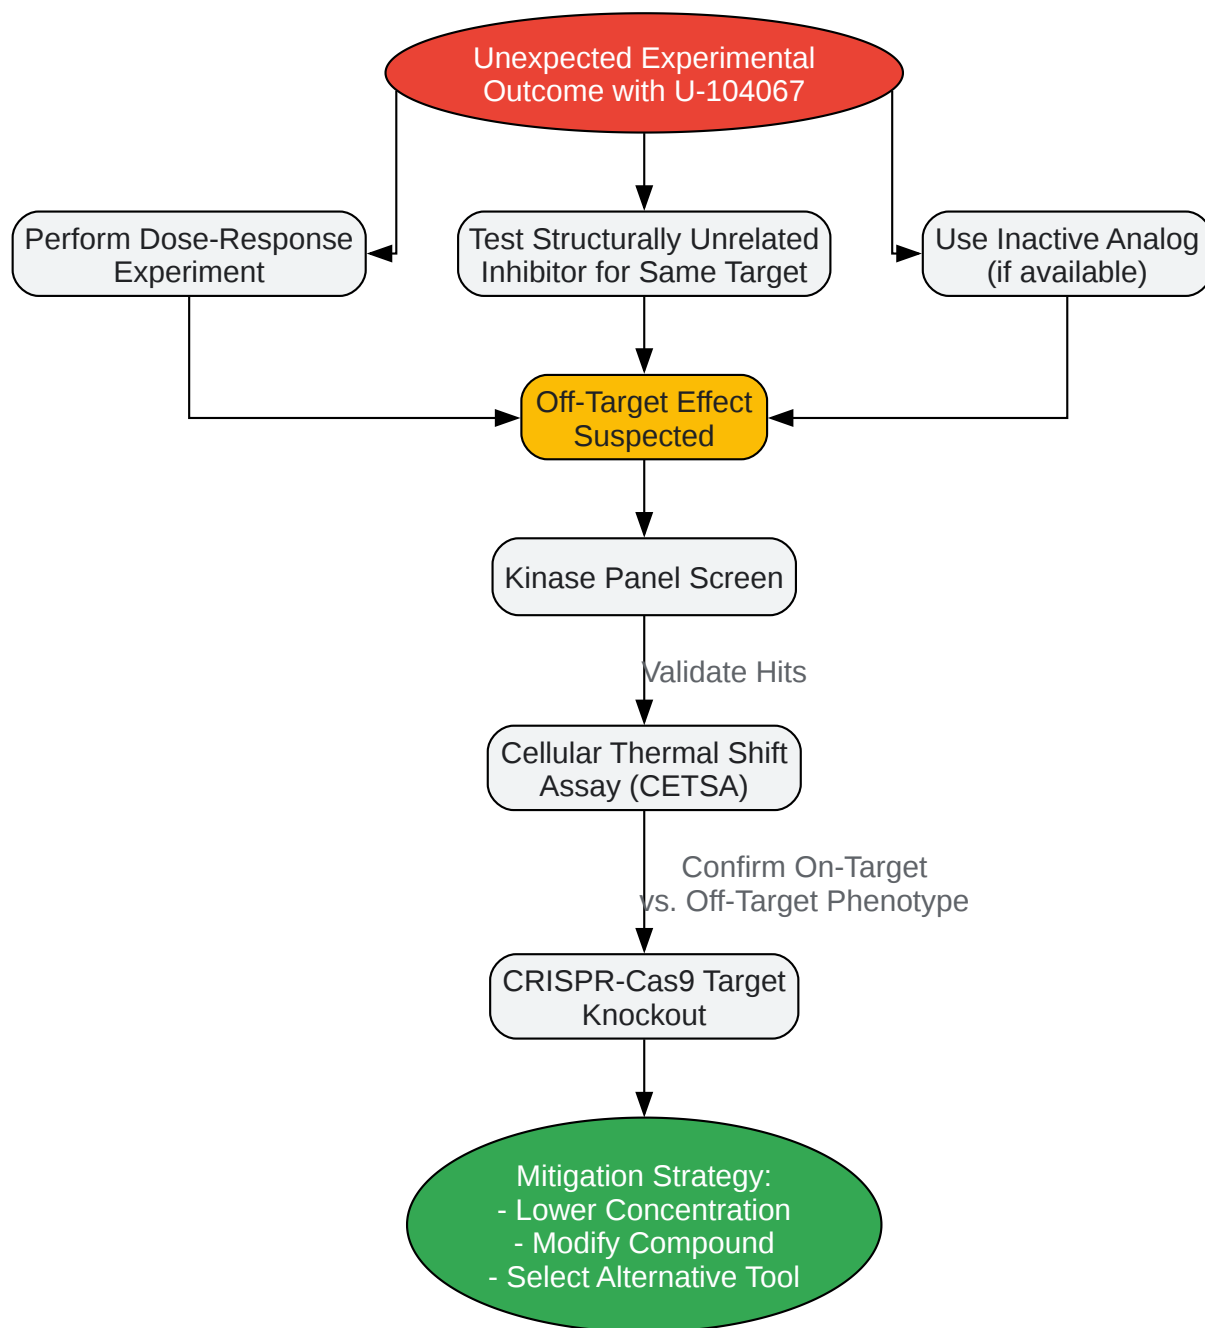 Unexpected Experimental
Outcome with U-104067
Perform Dose-Response
Experiment
Test Structurally Unrelated
Inhibitor for Same Target
Use Inactive Analog
(if available)
Off-Target Effect
Suspected
Kinase Panel Screen
Validate Hits
Cellular Thermal Shift
Assay (CETSA)
Confirm On-Target
vs. Off-Target Phenotype
CRISPR-Cas9 Target
Knockout
Mitigation Strategy:
- Lower Concentration
- Modify Compound
- Select Alternative Tool